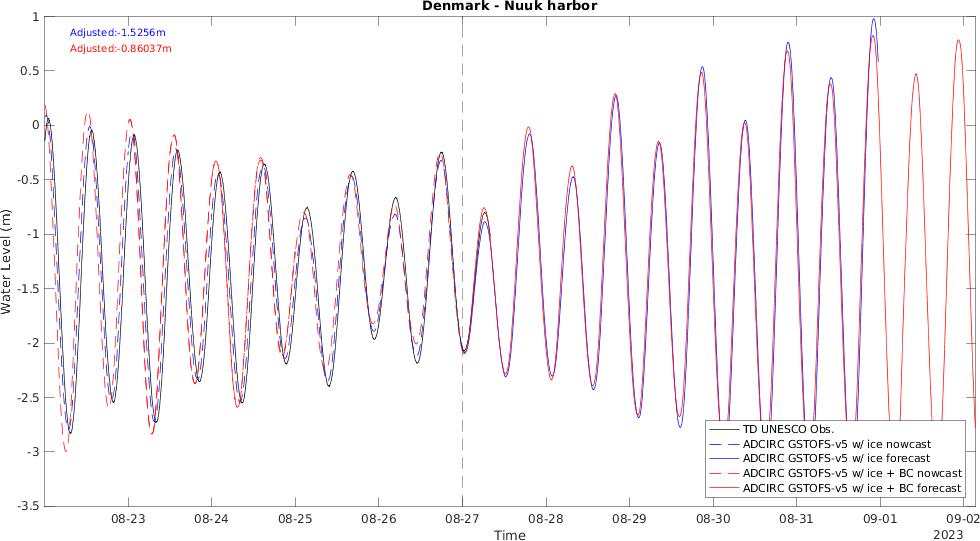 Denmark - Nuuk harbor
Adjusted:-1.5256m
Adjusted:-0.86037m
1
0.5
0
-0.5
-1
-1.5
-2
-2.5
-3
-3.5
Water Level (m)
TD UNESCO Obs.
ADCIRC GSTOFS-v5 w/ ice nowcast
ADCIRC GSTOFS-v5 w/ ice forecast
ADCIRC GSTOFS-v5 w/ ice + BC nowcast
ADCIRC GSTOFS-v5 w/ ice + BC forecast
08-23 08-24 08-25 08-26 08-27 08-28 08-29 08-30 08-31 09-01 09-02
Time
2023